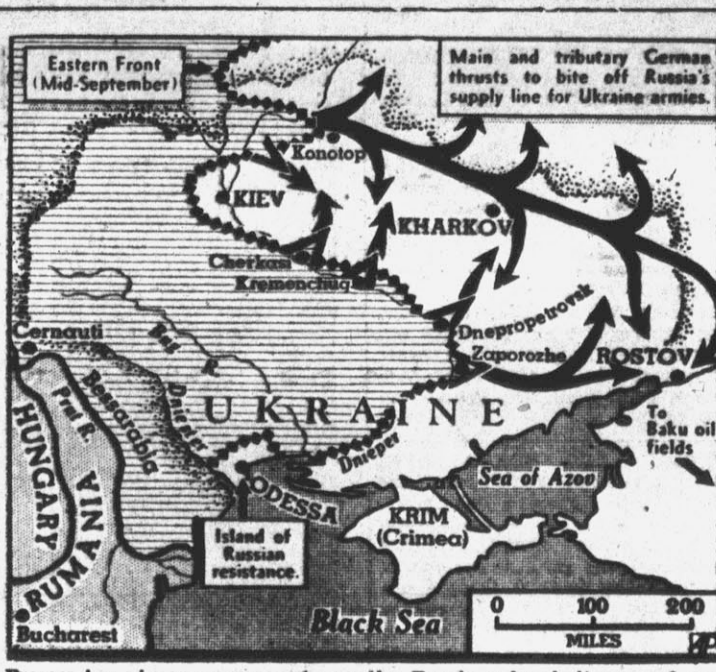 Eastern Front
(Mid-September)
Main and tributary German
thrusts to bite off Russia's
supply line for Ukraine armies.
Konotop
KIEV
KHARKOV
Cherkasi
Kremenchug
Dnepropetrovsk
Cernauti
Bug R.
Zaporozhe
ROSTOV
Prut R.
Bessarabia
Dniester
UKRAINE
Dnieper
To
Baku oil
fields
HUNGARY
RUMANIA
Sea of Azov
ODESSA
KRIM
(Crimea)
Island of
Russian
resistance.
Black Sea
Bucharest
0 100 200
MILES